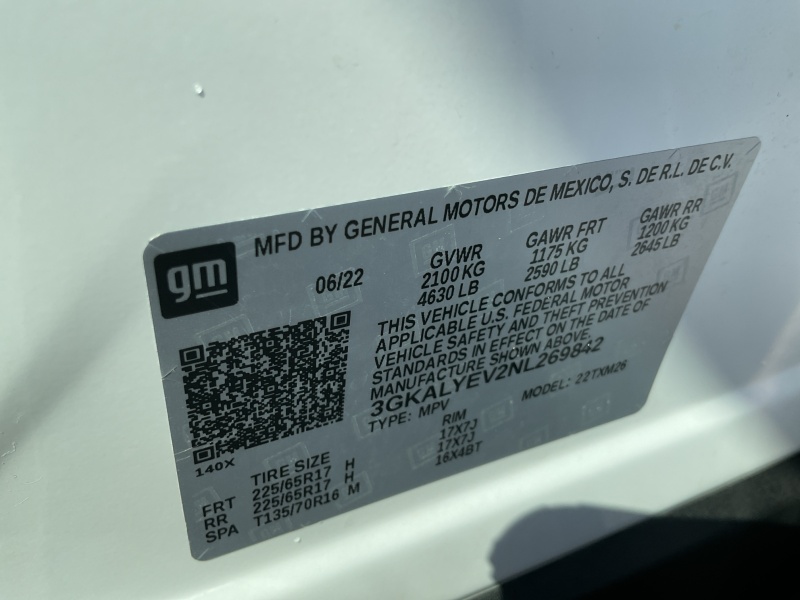 gm
MFD BY GENERAL MOTORS DE MEXICO, S. DE R.L. DE C.V.
06/22 GVWR GAWR FRT GAWR RR
2100 KG 1175 KG 1200 KG
4630 LB 2590 LB 2645 LB
THIS VEHICLE CONFORMS TO ALL
APPLICABLE U.S. FEDERAL MOTOR
VEHICLE SAFETY AND THEFT PREVENTION
STANDARDS IN EFFECT ON THE DATE OF
MANUFACTURE SHOWN ABOVE.
3GKALYEV2NL269842
TYPE: MPV MODEL: 22TXM26
140X
TIRE SIZE RIM
FRT 225/65R17 H 17X7J
RR 225/65R17 H 17X7J
SPA T135/70R16 M 16X4BT